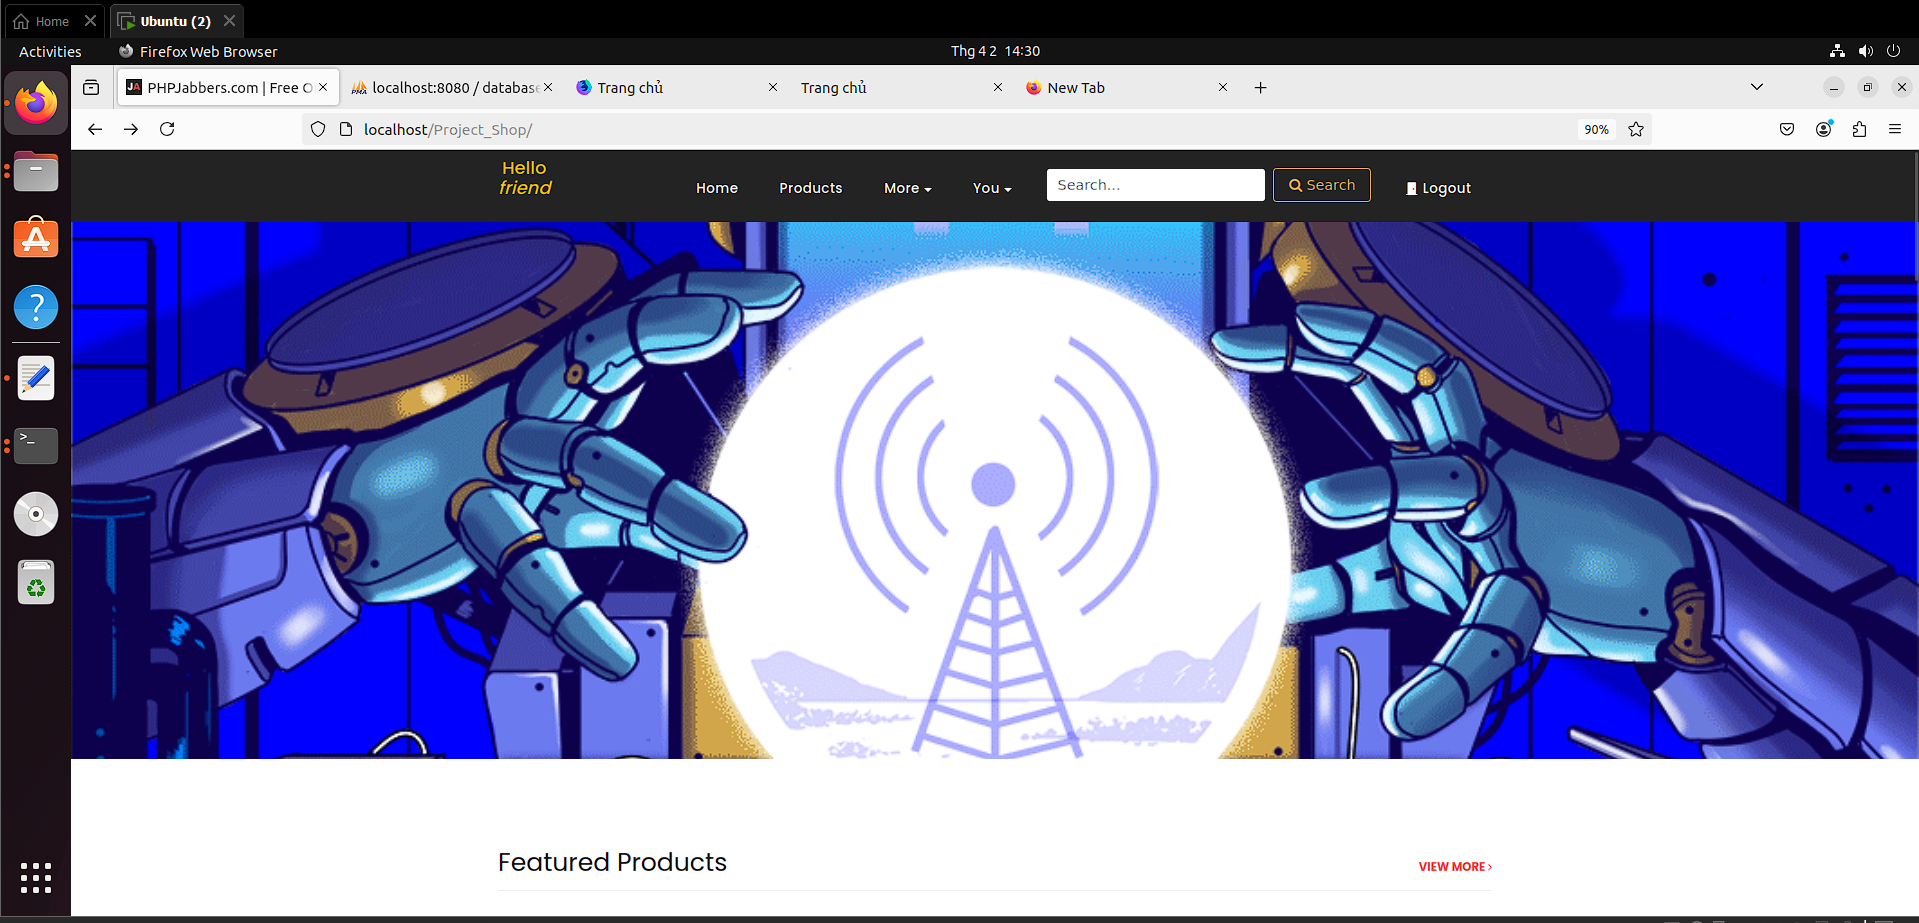 Home
Ubuntu (2)
Activities
Firefox Web Browser
Thg 4 2 14:30
PHPJabbers.com | Free O
localhost:8080 / database
Trang chủ
Trang chủ
New Tab
localhost/Project_Shop/
90%
Hello
friend
Home
Products
More
You
Search...
Search
Logout
Featured Products
VIEW MORE